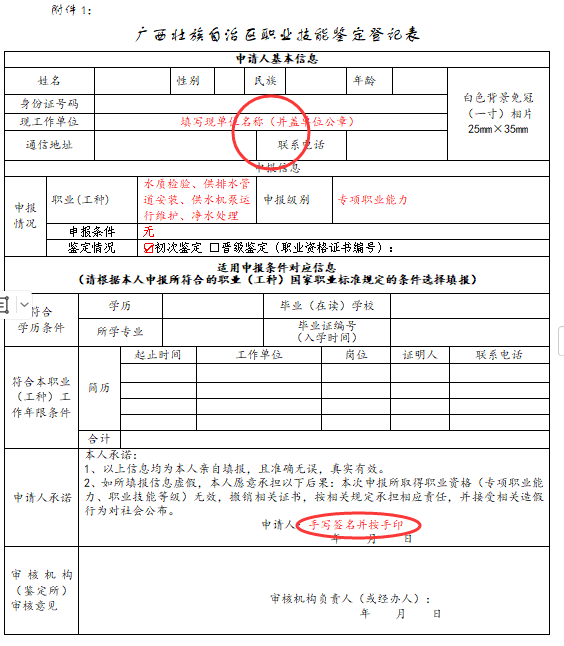 附件1：
广西壮族自治区职业技能鉴定登记表
申请人基本信息
姓名 性别 民族 年龄
白色背景免冠
（一寸）相片
25mm×35mm
身份证号码
现工作单位 填写现单位名称（并盖单位公章）
通信地址 联系电话
申报信息
申报
情况
职业(工种)
水质检验、供排水管
道安装、供水机泵运
行维护、净水处理
申报级别 专项职业能力
申报条件 无
鉴定情况 ☑初次鉴定 □晋级鉴定（职业资格证书编号）：
适用申报条件对应信息
（请根据本人申报所符合的职业（工种）国家职业标准规定的条件选择填报）
符合
学历条件
学历 毕业（在读）学校
所学专业 毕业证编号
（入学时间）
符合本职业
（工种）工
作年限条件
简历
起止时间 工作单位 岗位 证明人 联系电话
合计
申请人承诺
本人承诺：
1、以上信息均为本人亲自填报，且准确无误，真实有效。
2、如所填报信息虚假，本人愿意承担以下后果：本次申报所取得职业资格（专项职业能
力、职业技能等级）无效，撤销相关证书，按相关规定承担相应责任，并接受相关造假
行为对社会公布。
申请人：手写签名并按手印
年 月 日
审核机构
（鉴定所）
审核意见
审核机构负责人（或经办人）：
年 月 日